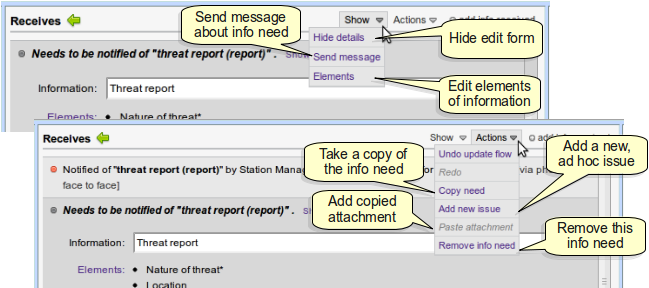 Send message
about info need
Receives
Show
Actions
add info received
Needs to be notified of "threat report (report)" .
Show
Hide details
Send message
Elements
Hide edit form
Information:
Threat report
Edit elements
of information
Elements:
• Nature of threat*
Receives
Show
Actions
add info
Take a copy of
the info need
Add a new,
ad hoc issue
Notified of "threat report (report)" by Station Mana
via ph
face to face]
Undo update flow
Redo
Copy need
Add new issue
Paste attachment
Remove info need
Add copied
attachment
Needs to be notified of "threat report (report)" .
Remove this
info need
Information:
Threat report
Elements:
• Nature of threat*
• Location